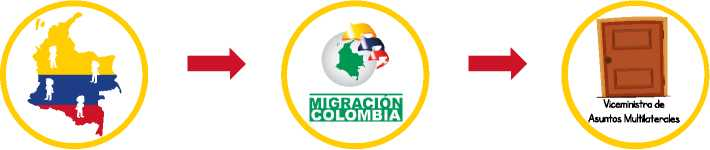 MIGRACIÓN
COLOMBIA
Viceministra de
Asuntos Multilaterales